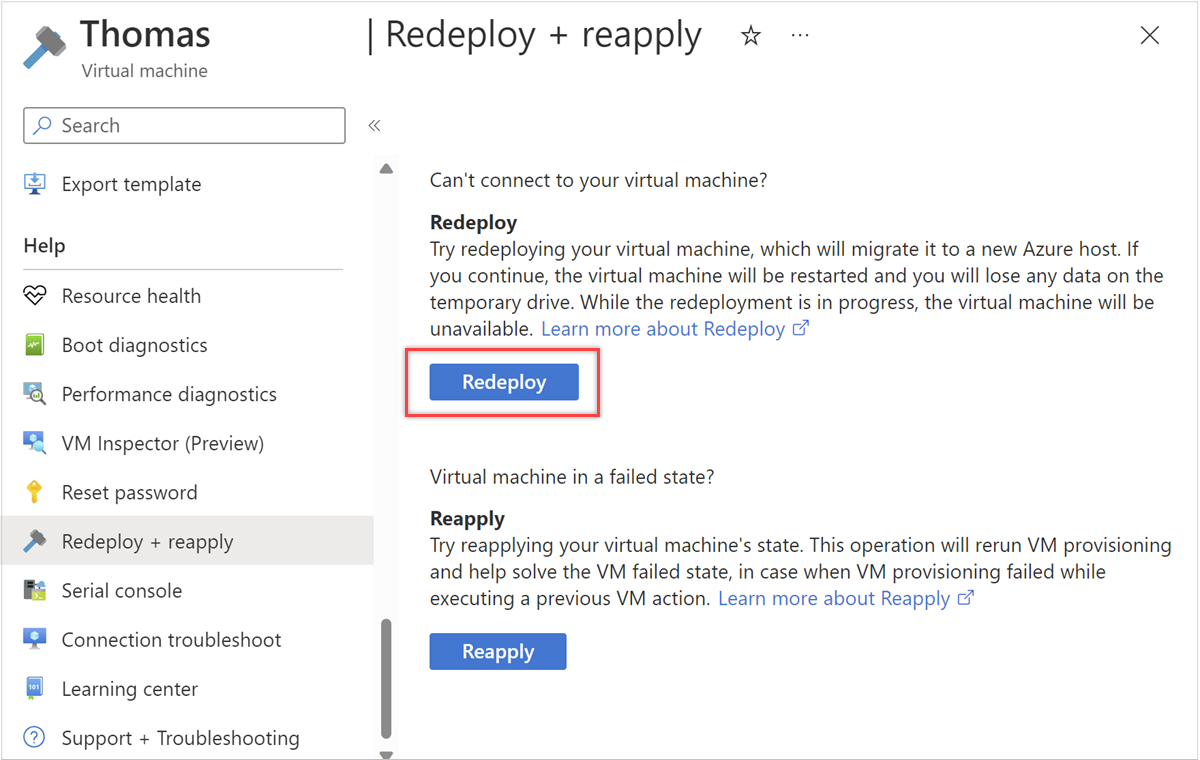 Thomas
Virtual machine
| Redeploy + reapply
Search
Export template
Help
Resource health
Boot diagnostics
Performance diagnostics
VM Inspector (Preview)
Reset password
Redeploy + reapply
Serial console
Connection troubleshoot
Learning center
Support + Troubleshooting
Can't connect to your virtual machine?
Redeploy
Try redeploying your virtual machine, which will migrate it to a new Azure host. If
you continue, the virtual machine will be restarted and you will lose any data on the
temporary drive. While the redeployment is in progress, the virtual machine will be
unavailable. Learn more about Redeploy
Redeploy
Virtual machine in a failed state?
Reapply
Try reapplying your virtual machine's state. This operation will rerun VM provisioning
and help solve the VM failed state, in case when VM provisioning failed while
executing a previous VM action. Learn more about Reapply
Reapply